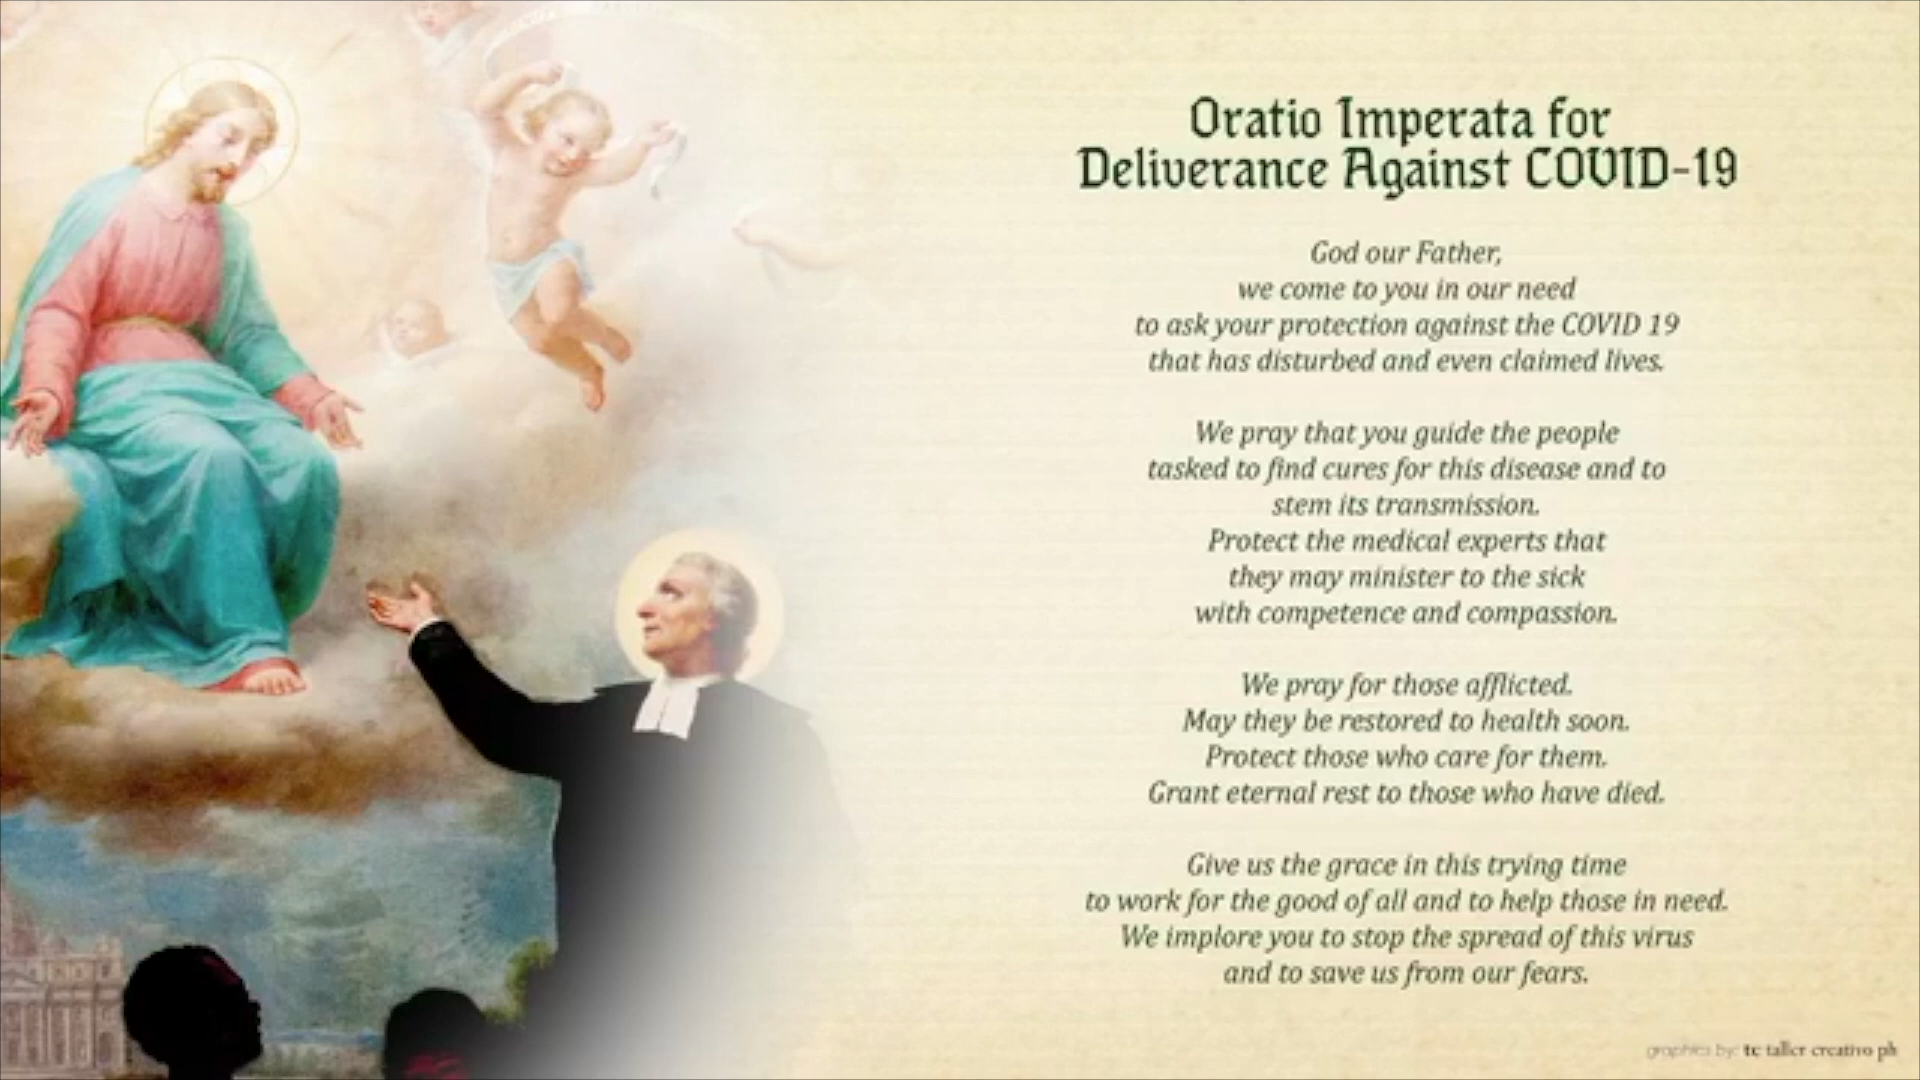 Oratio Imperata for
Deliverance Against COVID-19
God our Father,
we come to you in our need
to ask your protection against the COVID 19
that has disturbed and even claimed lives.
We pray that you guide the people
tasked to find cures for this disease and to
stem its transmission.
Protect the medical experts that
they may minister to the sick
with competence and compassion.
We pray for those afflicted.
May they be restored to health soon.
Protect those who care for them.
Grant eternal rest to those who have died.
Give us the grace in this trying time
to work for the good of all and to help those in need.
We implore you to stop the spread of this virus
and to save us from our fears.
graphics by: tc taller creativo ph